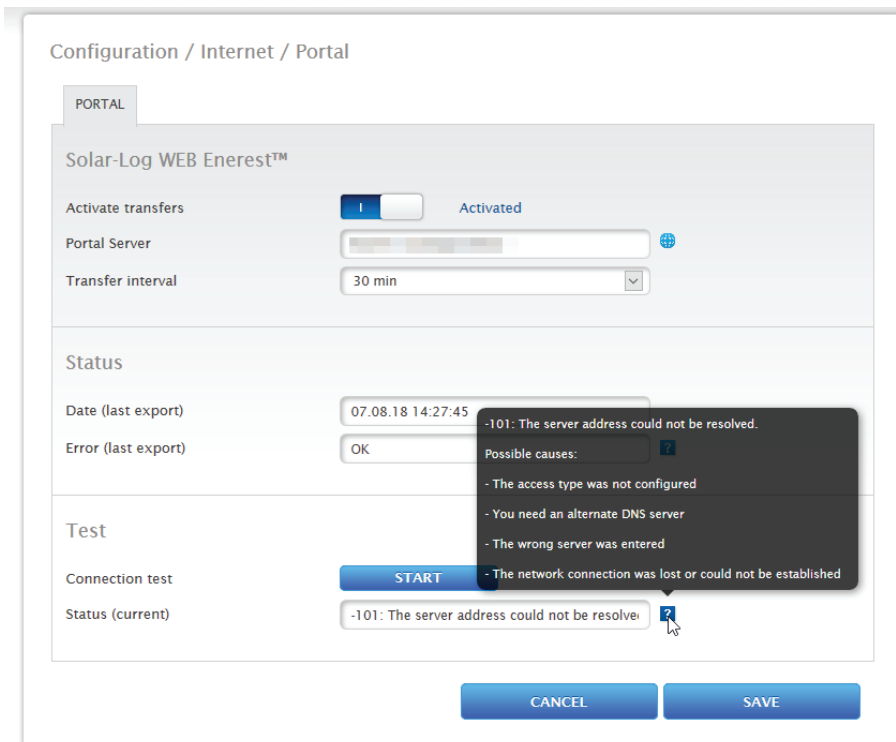 Configuration / Internet / Portal
PORTAL
Solar-Log WEB Enerest™
Activate transfers I Activated
Portal Server
Transfer interval 30 min
Status
Date (last export) 07.08.18 14:27:45
Error (last export) OK ?
-101: The server address could not be resolved.
Possible causes:
- The access type was not configured
- You need an alternate DNS server
- The wrong server was entered
- The network connection was lost or could not be established
Test
Connection test START
Status (current) -101: The server address could not be resolve ?
CANCEL SAVE